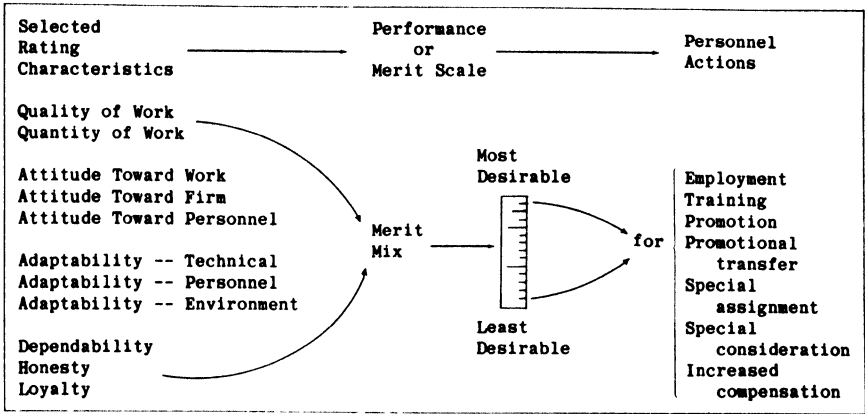 Selected
Rating
Characteristics
Performance
or
Merit Scale
Personnel
Actions
Quality of Work
Quantity of Work
Attitude Toward Work
Attitude Toward Firm
Attitude Toward Personnel
Adaptability -- Technical
Adaptability -- Personnel
Adaptability -- Environment
Dependability
Honesty
Loyalty
Merit
Mix
Most
Desirable
Least
Desirable
for
Employment
Training
Promotion
Promotional
transfer
Special
assignment
Special
consideration
Increased
compensation